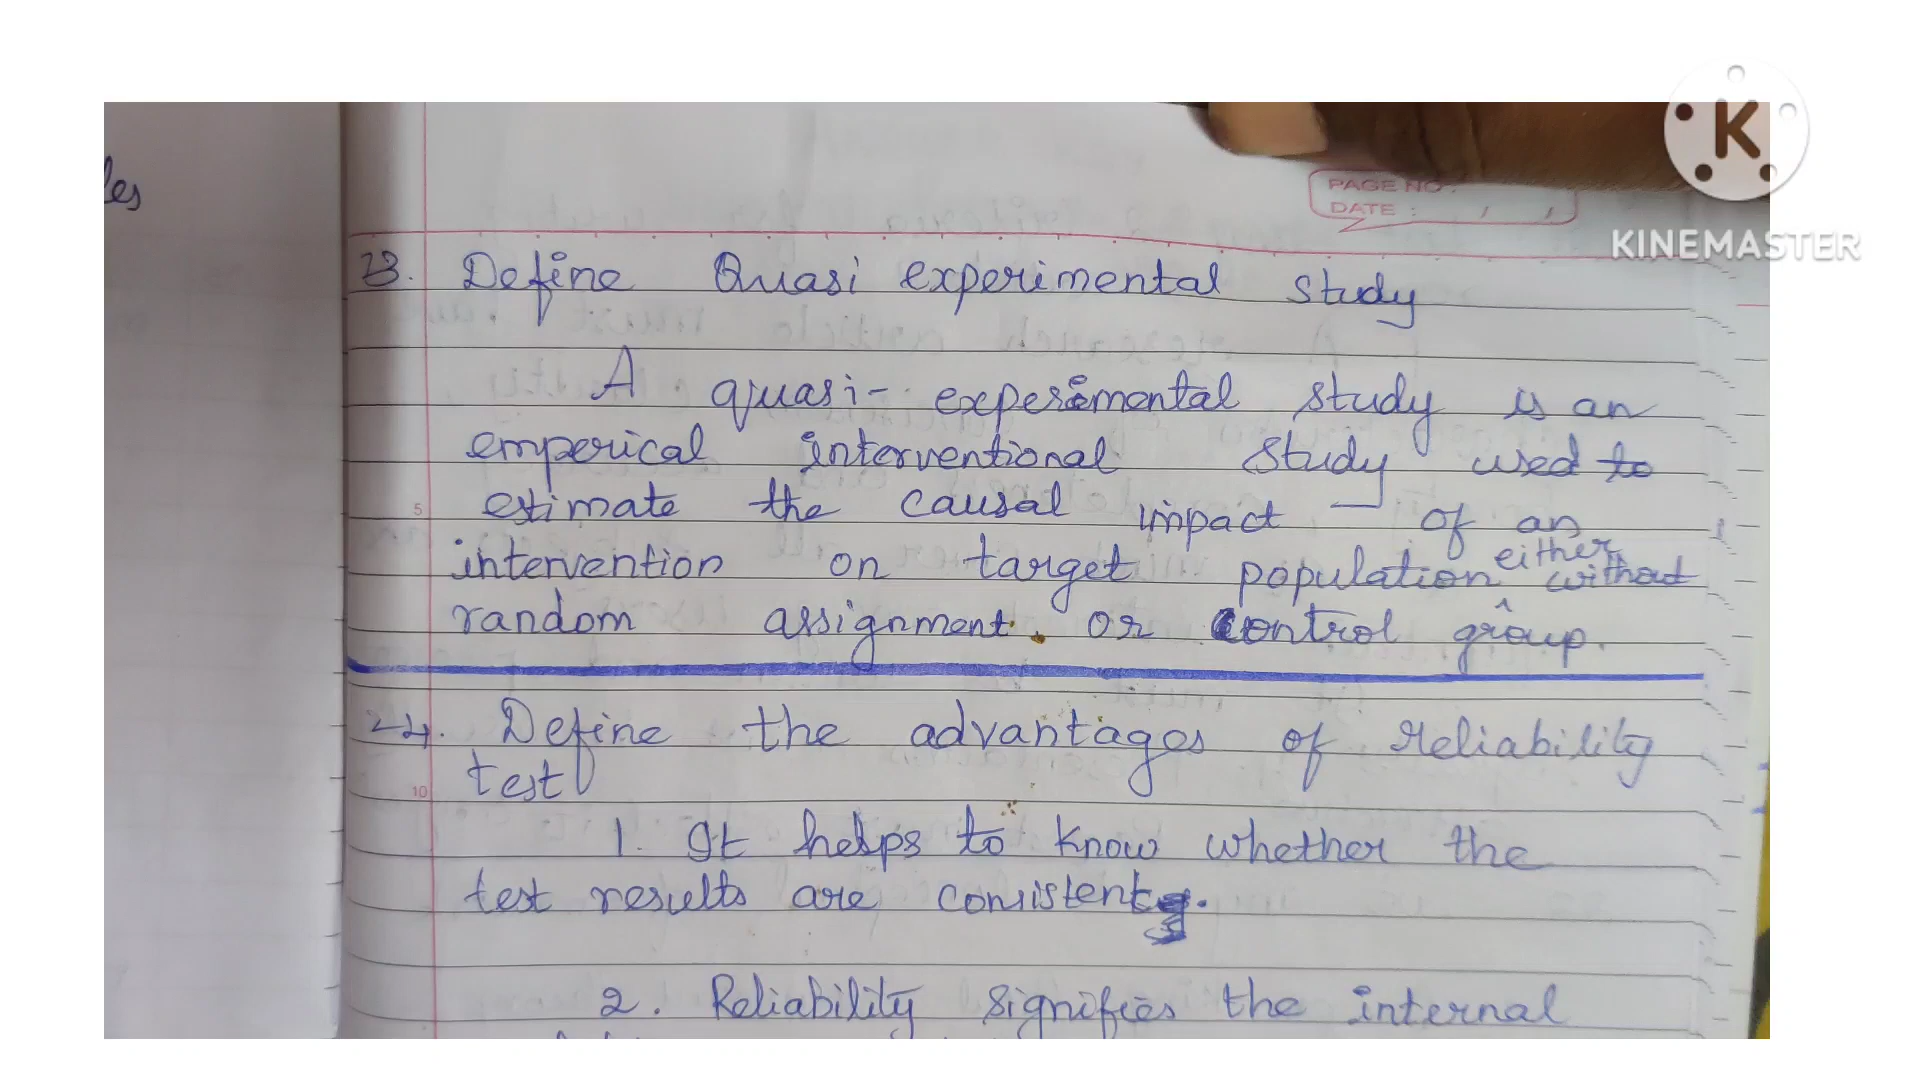 les
PAGE NO :
DATE : / /
KINEMASTER
23. Define Quasi experimental study
A quasi- experimental study is an
emperical interventional study used to
estimate the causal impact - of an
intervention on target population either without
random assignment. or control group.
24. Define the advantages of reliability
test
1. It helps to know whether the
test results are consistent.
2. Reliability signifies the internal
5
10